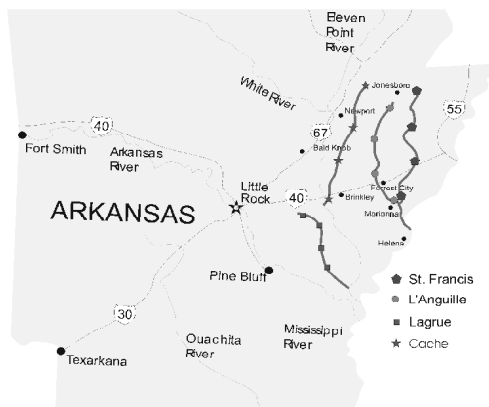 Eleven
Point
River
White River
Jonesboro
Newport
55
67
Bald Knob
40
Fort Smith
Arkansas
River
Little
Rock
40
Forrest City
Brinkley
Marianna
Helena
ARKANSAS
Pine Bluff
St. Francis
L'Anguille
Lagrue
Cache
30
Ouachita
River
Mississippi
River
Texarkana